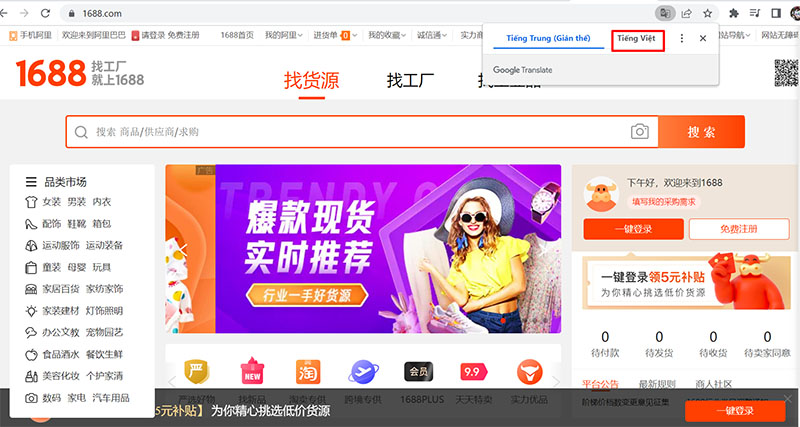 1688.com
手机阿里 欢迎来到阿里巴巴 请登录 免费注册 1688首页 我的阿里 进货单 0 我的收藏 诚信通 实力商
站导航 网站无障碍
Tiếng Trung (Giản thể) Tiếng Việt
Google Translate
1688 找工厂
就上1688
找货源 找工厂
搜索 商品/供应商/求购
搜 索
品类市场
女装 男装 内衣
配饰 鞋靴 箱包
运动服饰 运动装备
童装 母婴 玩具
家居百货 家纺家饰
家装建材 灯饰照明
办公文教 宠物园艺
食品酒水 餐饮生鲜
美容化妆 个护家清
数码 家电 汽车用品
广告
TRENDY
爆款现货
实时推荐
行业一手好货源
下午好，欢迎来到1688
填写我的采购需求
一键登录 免费注册
一键登录 领5元补贴
为你精心挑选低价货源
0 0 0 0
待付款 待发货 待收货 待卖家同意
平台公告 最新规则 商人社区
严 NEW 淘 会员 9.9
严选好物 找新品 淘卖专供 跨境专供 1688PLUS 天天特卖 实力优品
5元补贴】 为你精心挑选低价货源
一键登录